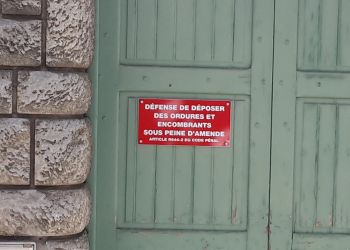 DÉFENSE DE DÉPOSER
DES ORDURES ET
ENCOMBRANTS
SOUS PEINE D'AMENDE
ARTICLE R644-2 DU CODE PÉNAL